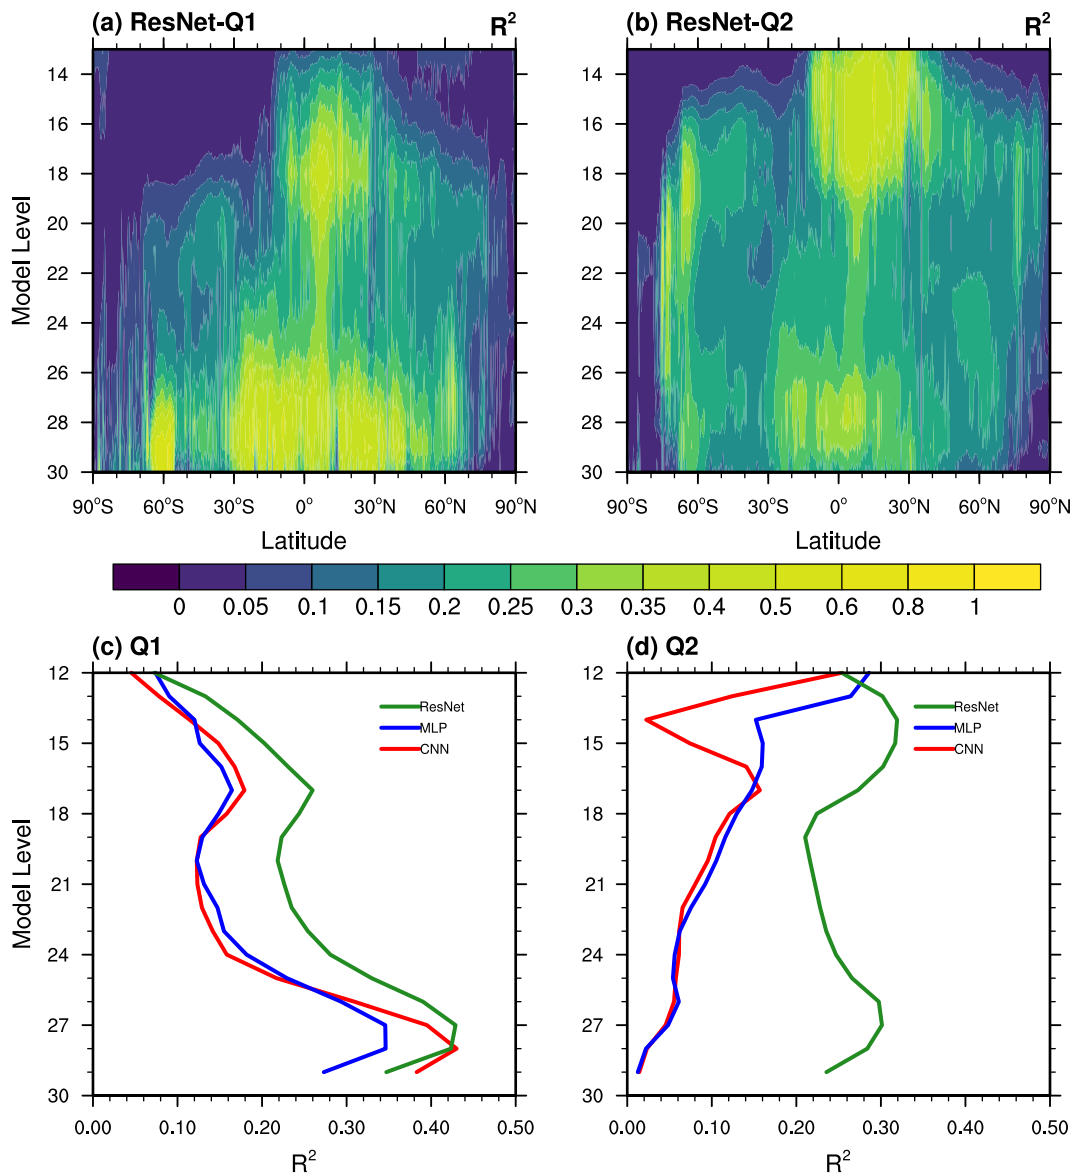 (a) ResNet-Q1 R²
(b) ResNet-Q2 R²
14
16
18
20
22
24
26
28
30
Model Level
90°S 60°S 30°S 0° 30°N 60°N 90°N
Latitude
14
16
18
20
22
24
26
28
30
90°S 60°S 30°S 0° 30°N 60°N 90°N
Latitude
0 0.05 0.1 0.15 0.2 0.25 0.3 0.35 0.4 0.5 0.6 0.8 1
(c) Q1
12
15
18
21
24
27
30
Model Level
ResNet
MLP
CNN
0.00 0.10 0.20 0.30 0.40 0.50
R²
(d) Q2
12
15
18
21
24
27
30
ResNet
MLP
CNN
0.00 0.10 0.20 0.30 0.40 0.50
R²